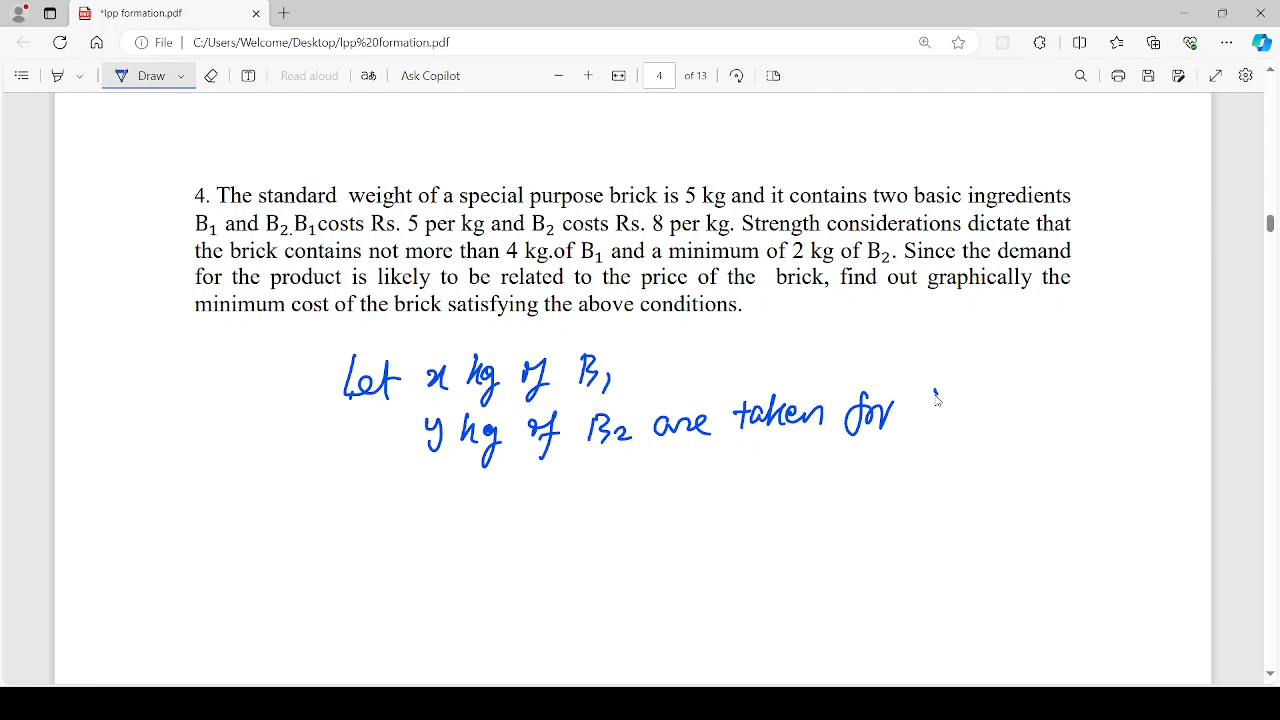 *lpp formation.pdf
File | C:/Users/Welcome/Desktop/lpp%20formation.pdf
Draw Read aloud aあ Ask Copilot 4 of 13
4. The standard weight of a special purpose brick is 5 kg and it contains two basic ingredients
B₁ and B₂.B₁costs Rs. 5 per kg and B₂ costs Rs. 8 per kg. Strength considerations dictate that
the brick contains not more than 4 kg.of B₁ and a minimum of 2 kg of B₂. Since the demand
for the product is likely to be related to the price of the brick, find out graphically the
minimum cost of the brick satisfying the above conditions.
Let x kg of B₁
y kg of B₂ are taken for